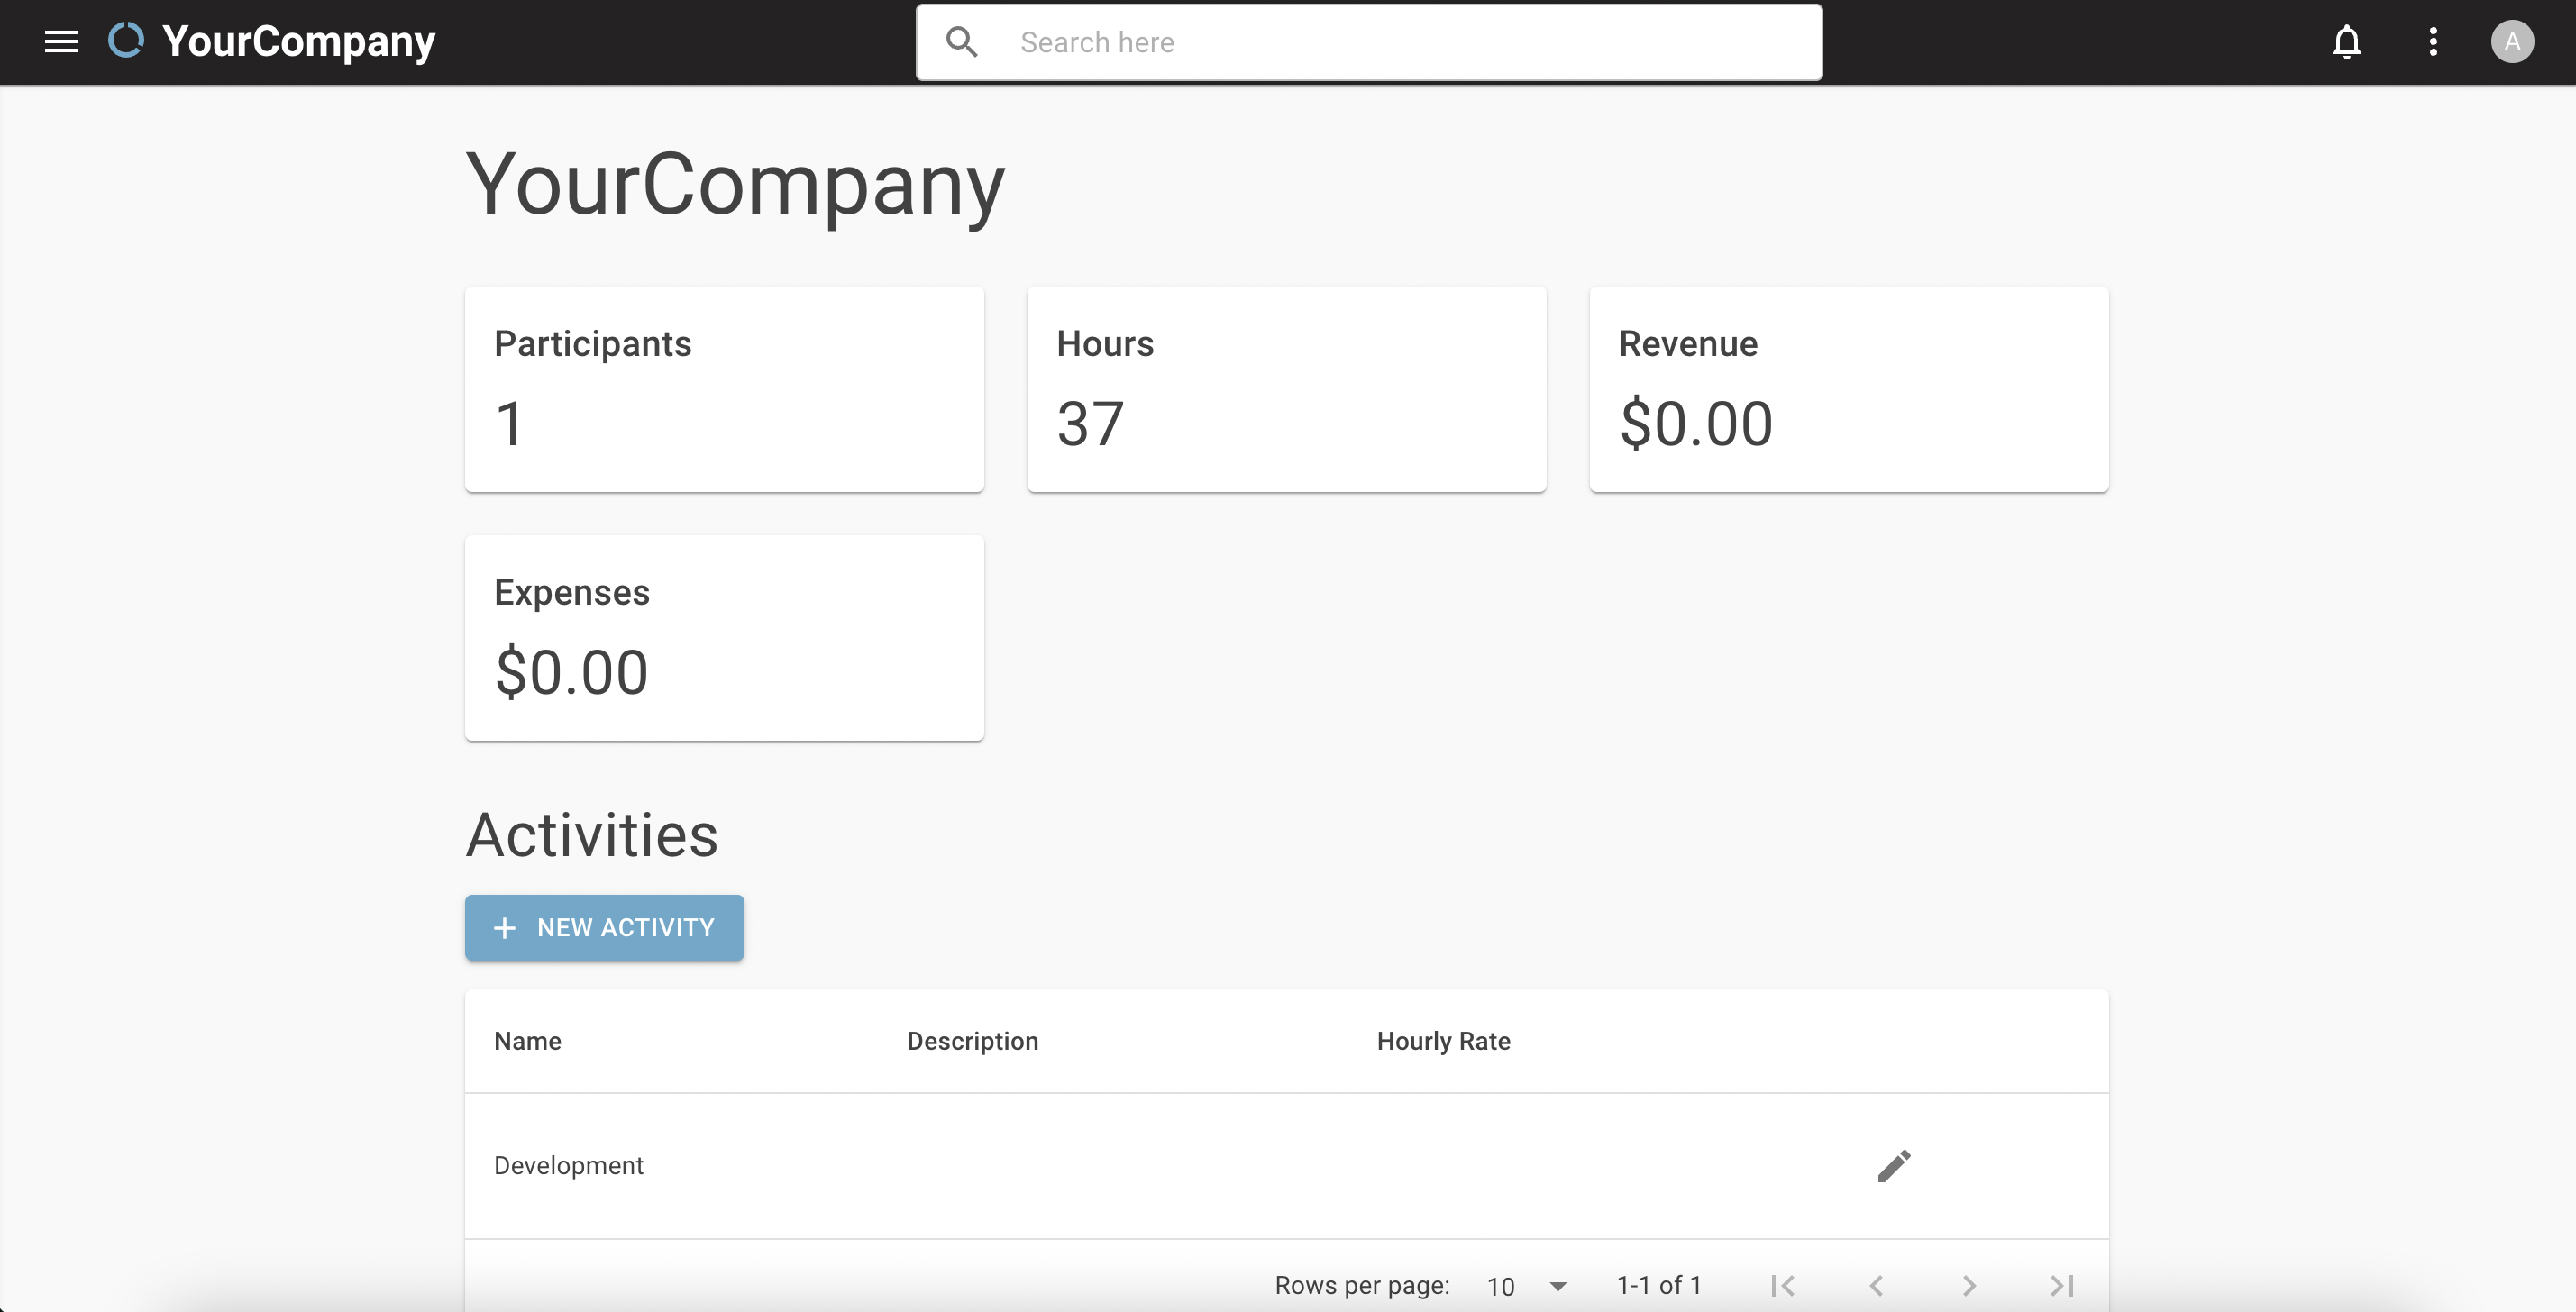 YourCompany
Search here
A
YourCompany
Participants
1
Hours
37
Revenue
$0.00
Expenses
$0.00
Activities
+ NEW ACTIVITY
Name Description Hourly Rate
Development
Rows per page: 10 1-1 of 1